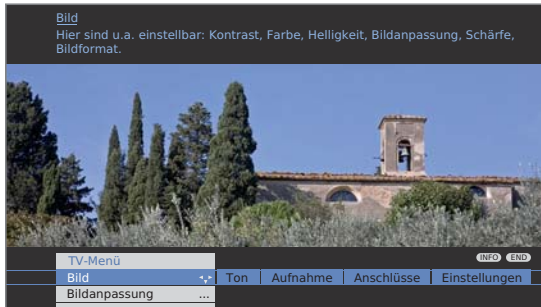 Bild
Hier sind u.a. einstellbar: Kontrast, Farbe, Helligkeit, Bildanpassung, Schärfe,
Bildformat.
INFO END
TV-Menü
Bild Ton Aufnahme Anschlüsse Einstellungen
Bildanpassung ...